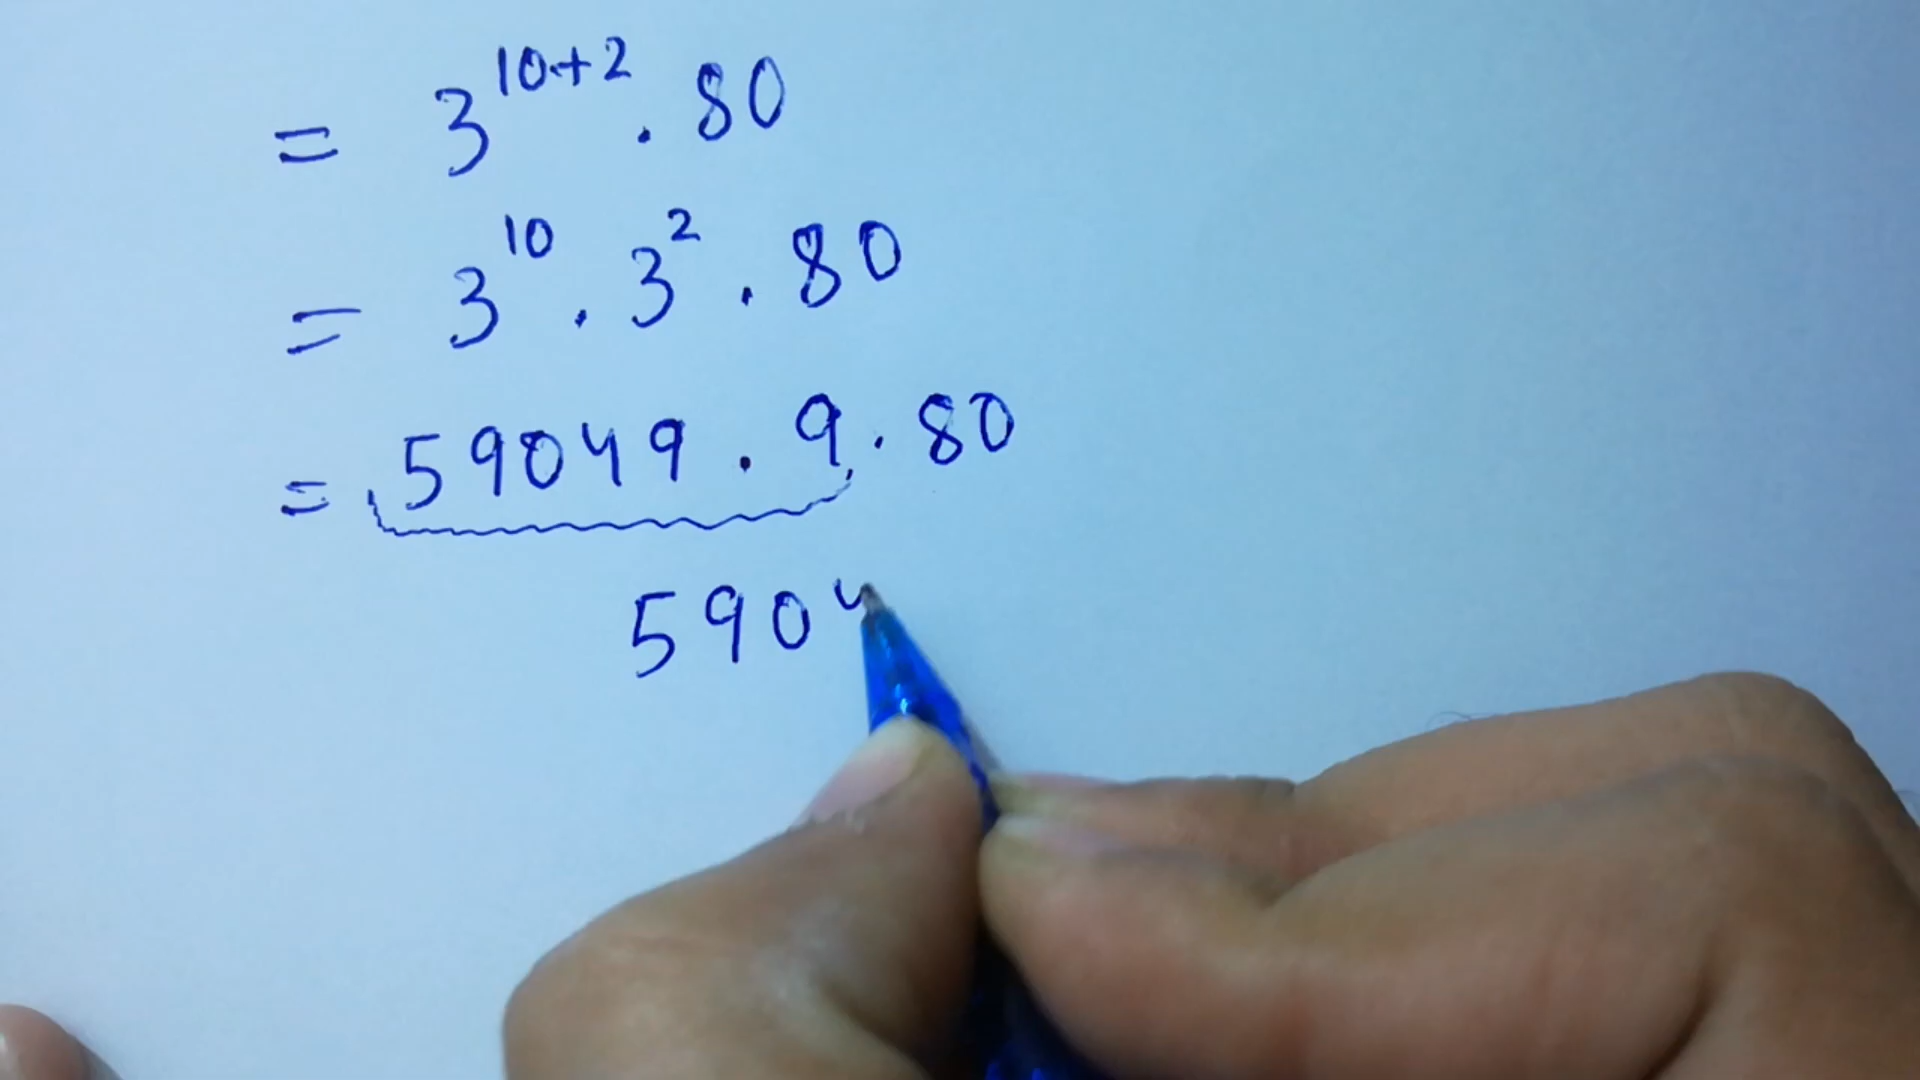 = 3^10+2 . 80
= 3^10 . 3^2 . 80
= 59049 . 9 . 80
5904